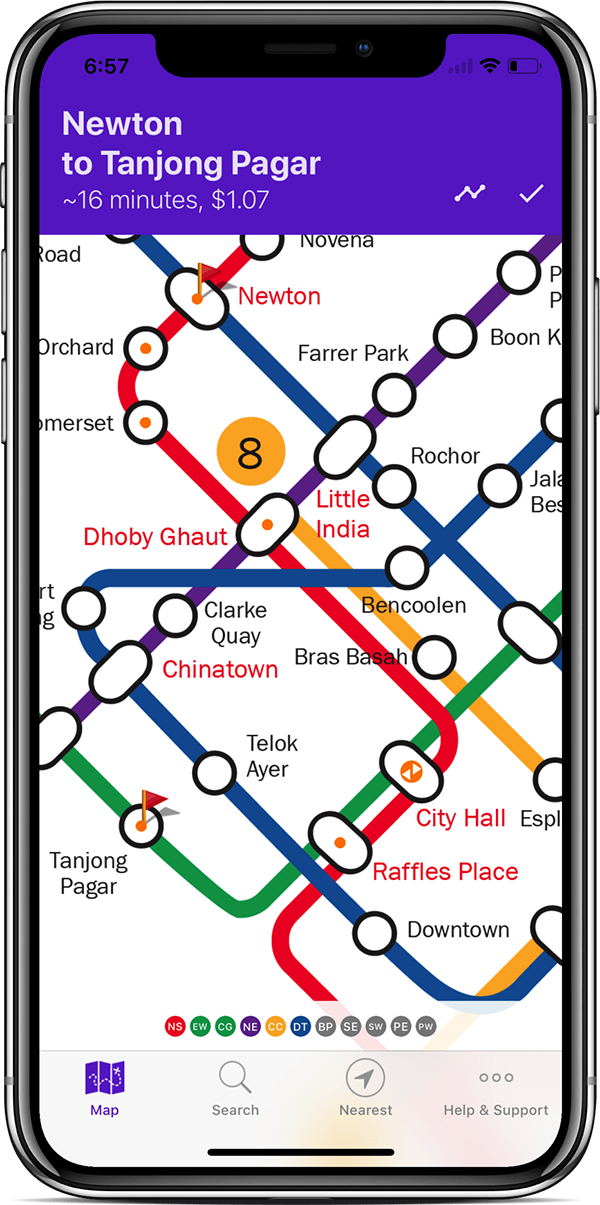 6:57
Newton
to Tanjong Pagar
~16 minutes, $1.07
Novena
Road
Newton
P
P
Orchard
Boon K
Farrer Park
omerset
8
Rochor
Jala
Bes
Little
India
Dhoby Ghaut
rt
ng
Bencoolen
Clarke
Quay
Bras Basah
Chinatown
Telok
Ayer
City Hall
Espl
Tanjong
Pagar
Raffles Place
Downtown
NS EW CG NE CC DT BP SE SW PE PW
Map
Search
Nearest
Help & Support